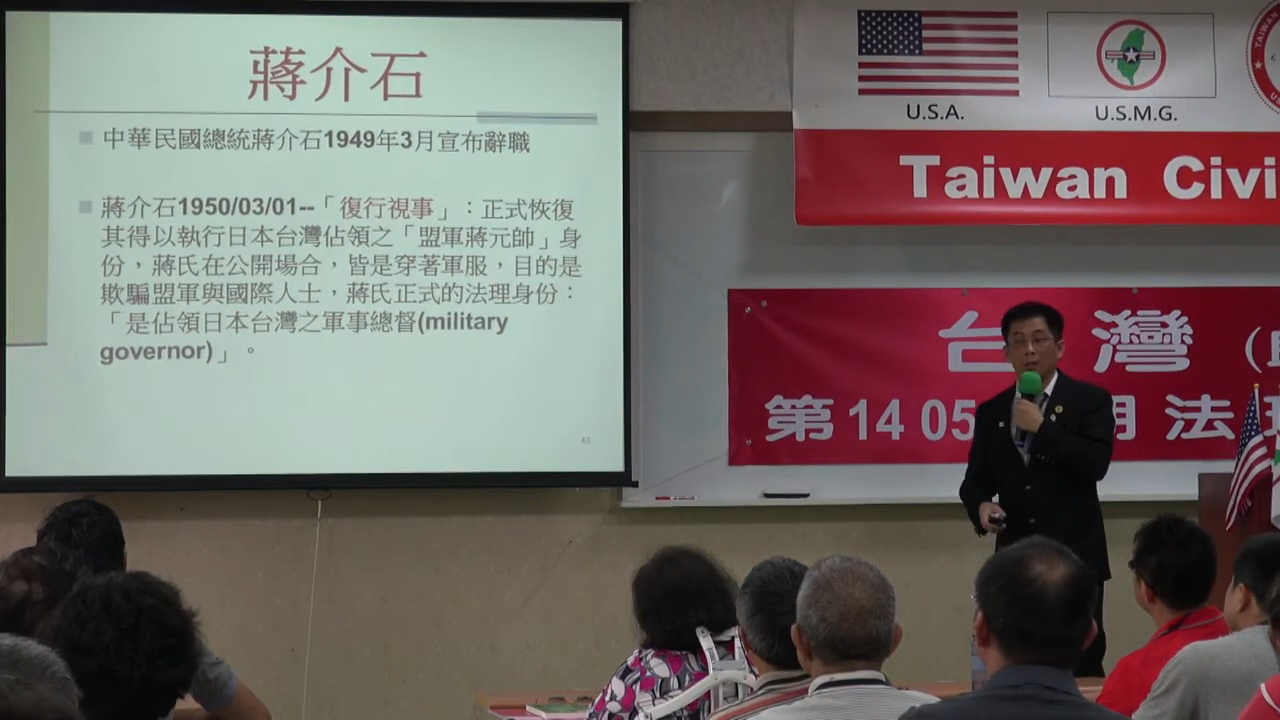 蔣介石
中華民國總統蔣介石1949年3月宣布辭職
蔣介石1950/03/01--「復行視事」：正式恢復
其得以執行日本台灣佔領之「盟軍蔣元帥」身
份，蔣氏在公開場合，皆是穿著軍服，目的是
欺騙盟軍與國際人士，蔣氏正式的法理身份：
「是佔領日本台灣之軍事總督(military
governor)」。
43
U.S.A.
U.S.M.G.
TAIWAN
Taiwan Civi
台灣
第1405 期法